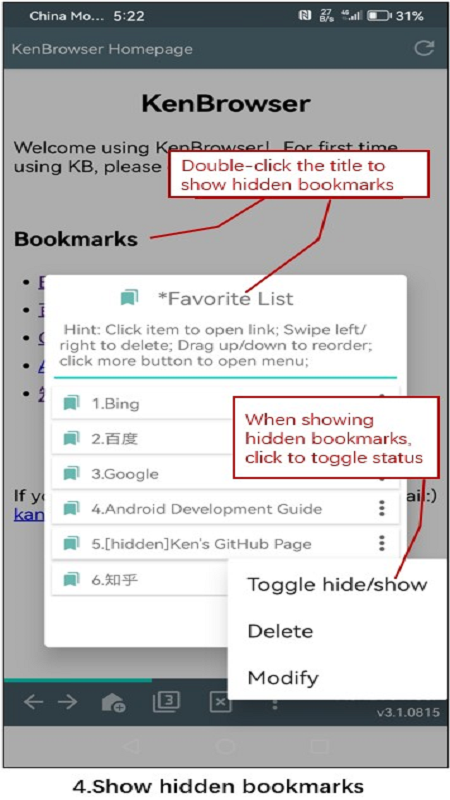 China Mo... 5:22 27 B/s 4G 31%
KenBrowser Homepage
KenBrowser
Welcome using KenBrowser! For first time
using KB, please
Double-click the title to
show hidden bookmarks
Bookmarks
*Favorite List
Hint: Click item to open link; Swipe left/
right to delete; Drag up/down to reorder;
click more button to open menu;
1.Bing
2.百度
3.Google
4.Android Development Guide
5.[hidden]Ken's GitHub Page
6.知乎
When showing
hidden bookmarks,
click to toggle status
If yo ail:)
kan
Toggle hide/show
Delete
Modify
3
v3.1.0815
4.Show hidden bookmarks